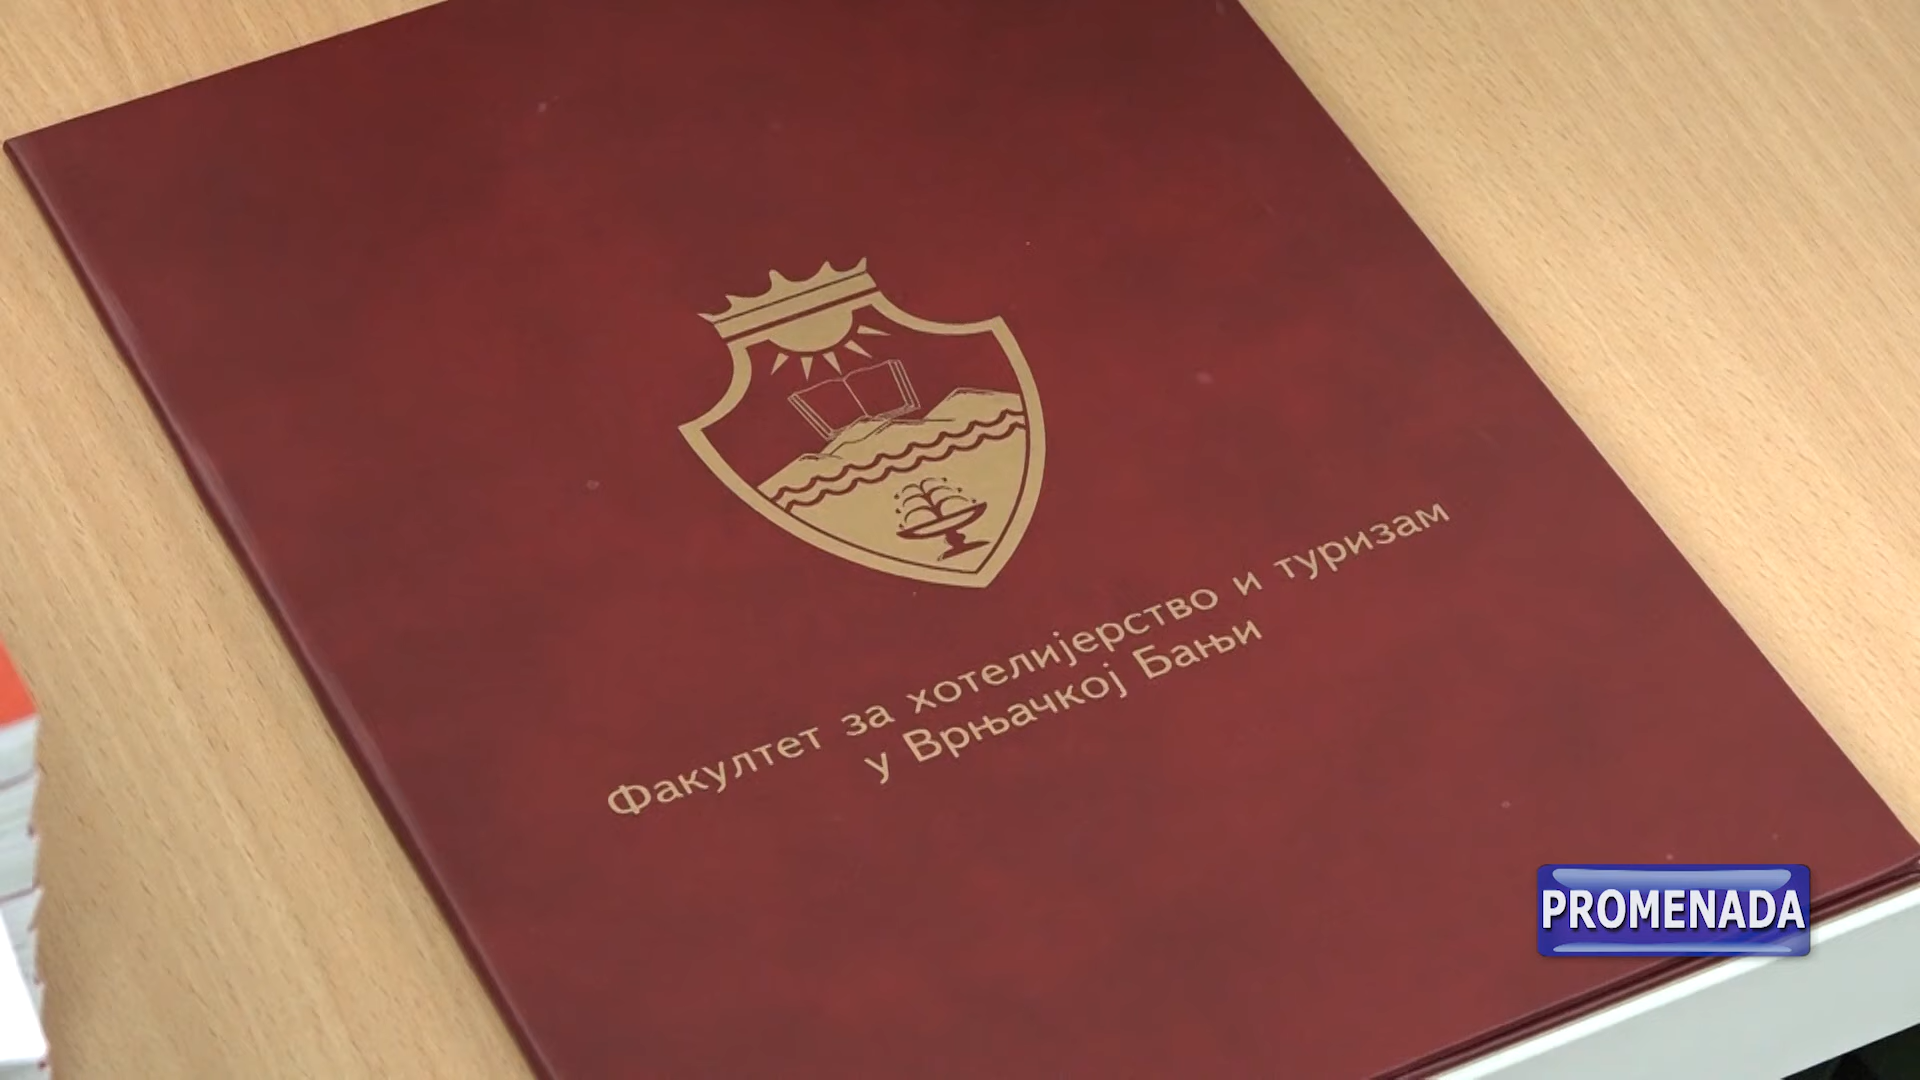 Факултет за хотелијерство и туризам
у Врњачкој Бањи
PROMENADA